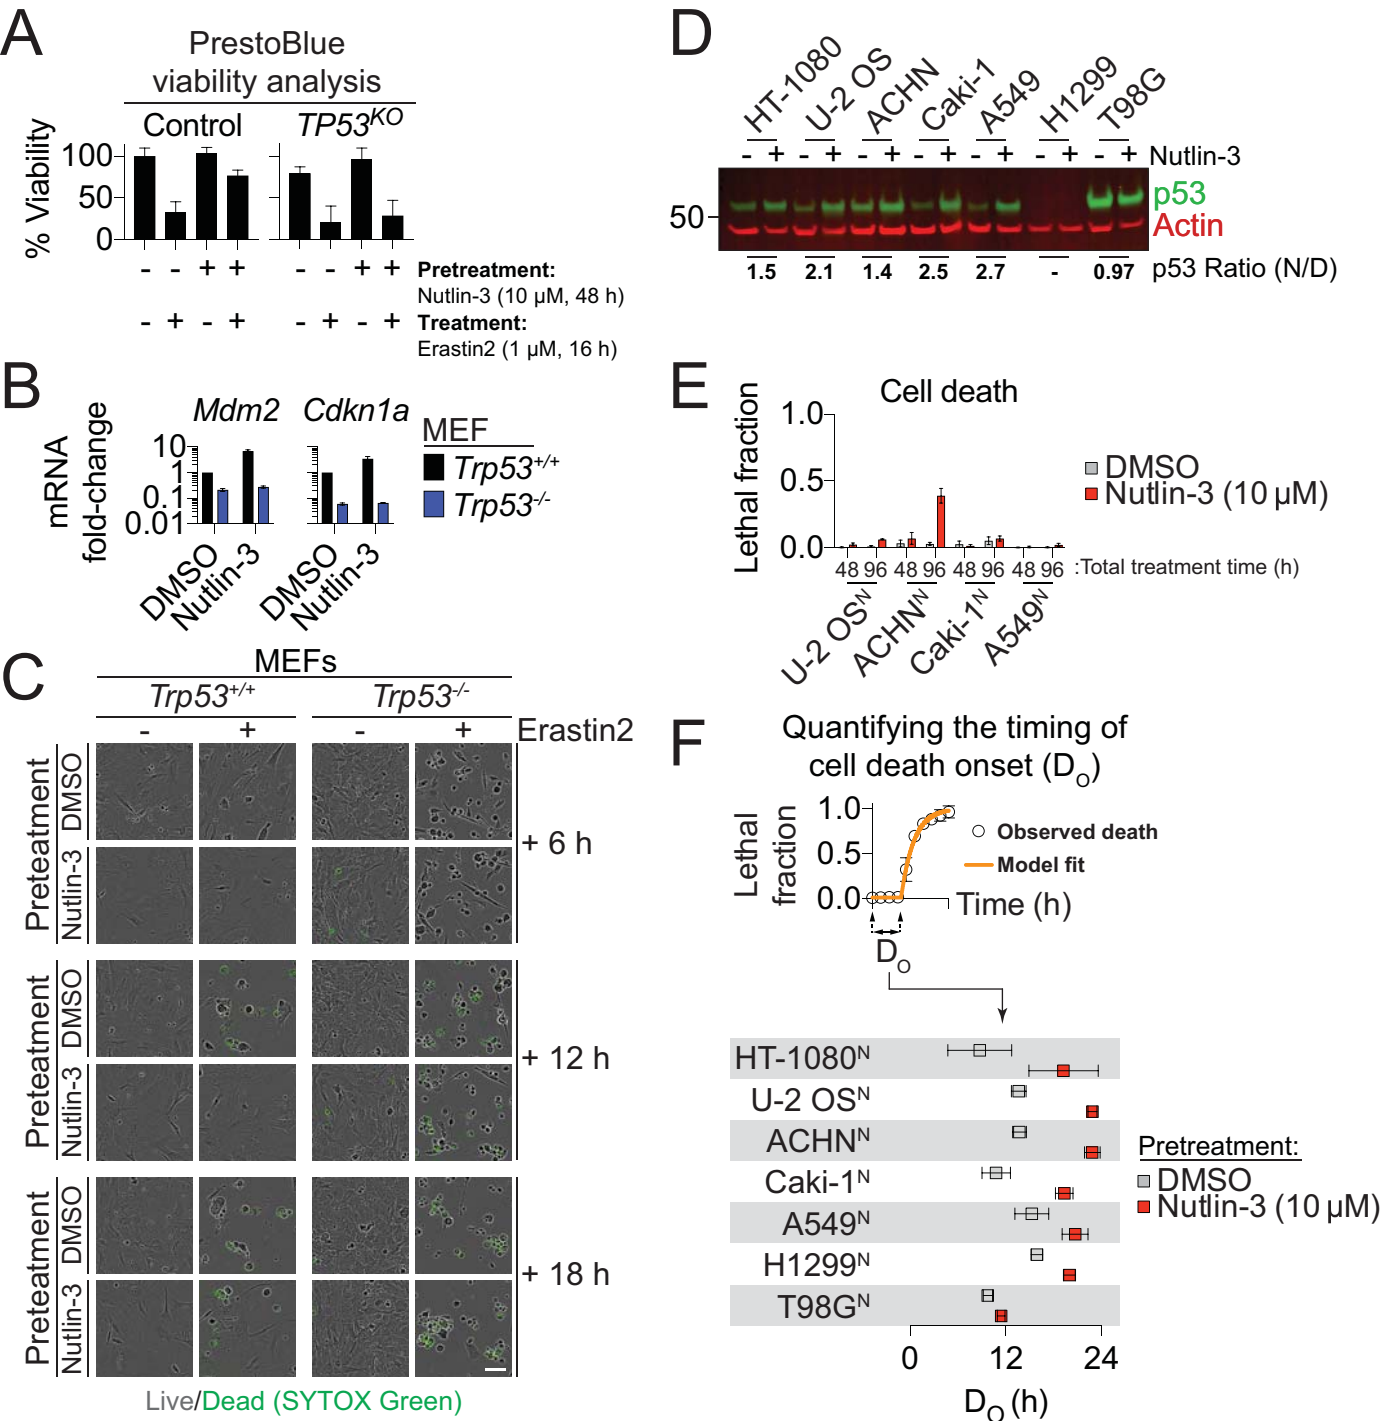 A
PrestoBlue
viability analysis
Control
TP53KO
% Viability
100
50
0
- + - +
- + - +
- - + +
- - + +
Pretreatment:
Nutlin-3 (10 µM, 48 h)
Treatment:
Erastin2 (1 µM, 16 h)
B
Mdm2
Cdkn1a
mRNA
fold-change
10
1
0.1
0.01
DMSO
Nutlin-3
DMSO
Nutlin-3
MEF
Trp53+/+
Trp53-/-
C
MEFs
Trp53+/+
Trp53-/-
- + - + Erastin2
Preteatment
DMSO
Nutlin-3
+ 6 h
Preteatment
DMSO
Nutlin-3
+ 12 h
Preteatment
DMSO
Nutlin-3
+ 18 h
Live/Dead (SYTOX Green)
D
HT-1080
U-2 OS
ACHN
Caki-1
A549
H1299
T98G
- + - + - + - + - + - + - + Nutlin-3
50
p53
Actin
1.5 2.1 1.4 2.5 2.7 - 0.97 p53 Ratio (N/D)
E
Cell death
Lethal fraction
1.0
0.5
0.0
DMSO
Nutlin-3 (10 µM)
48 96 48 96 48 96 48 96 :Total treatment time (h)
U-2 OSN
ACHNN
Caki-1N
A549N
F
Quantifying the timing of
cell death onset (DO)
Lethal
fraction
1.0
0.5
0.0
Observed death
Model fit
Time (h)
DO
HT-1080N
U-2 OSN
ACHNN
Caki-1N
A549N
H1299N
T98GN
Pretreatment:
DMSO
Nutlin-3 (10 µM)
0 12 24
DO (h)